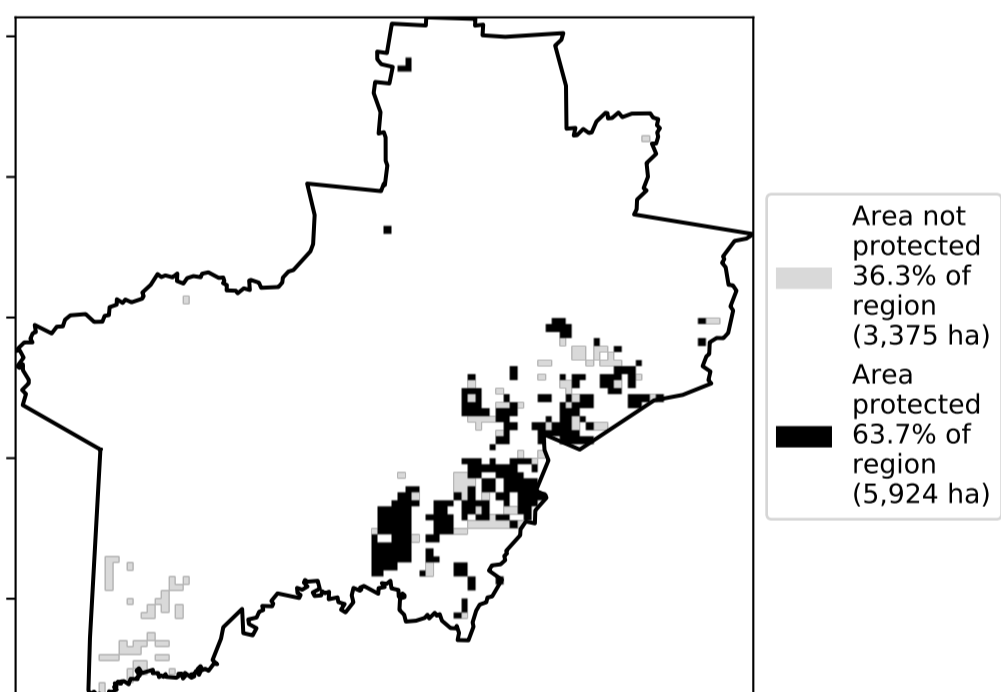 Area not
protected
36.3% of
region
(3,375 ha)
Area
protected
63.7% of
region
(5,924 ha)